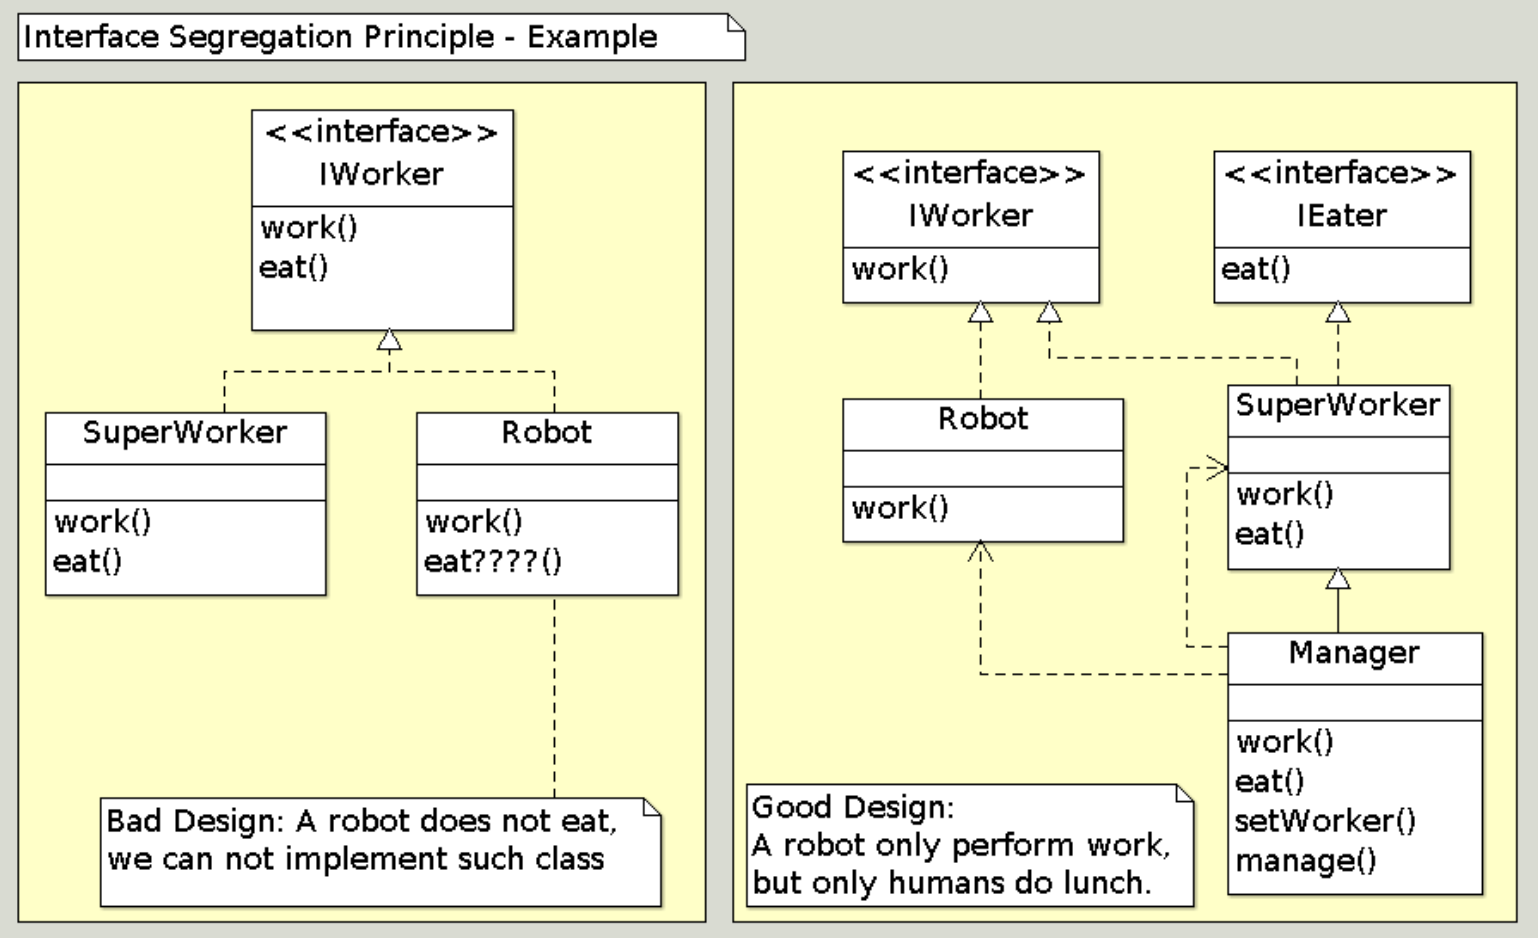 Interface Segregation Principle - Example
<<interface>>
IWorker
work()
eat()
SuperWorker
work()
eat()
Robot
work()
eat????()
Bad Design: A robot does not eat,
we can not implement such class
<<interface>>
IWorker
work()
<<interface>>
IEater
eat()
Robot
work()
SuperWorker
work()
eat()
Manager
work()
eat()
setWorker()
manage()
Good Design:
A robot only perform work,
but only humans do lunch.